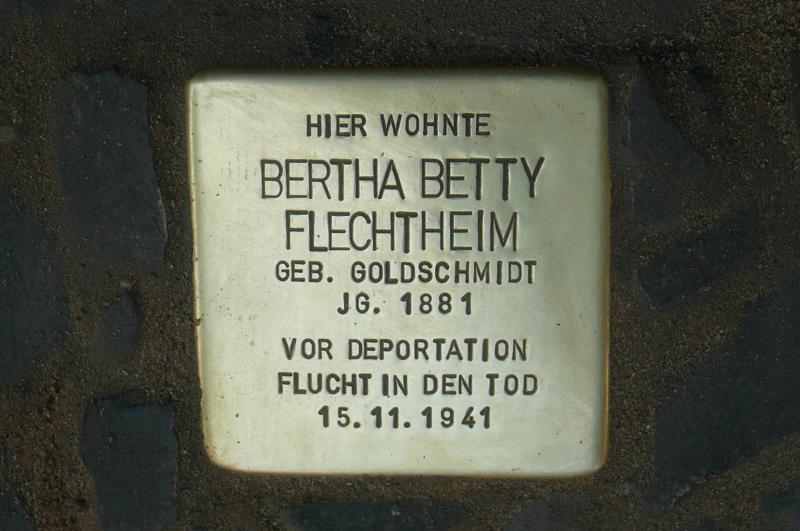 HIER WOHNTE
BERTHA BETTY
FLECHTHEIM
GEB. GOLDSCHMIDT
JG. 1881
VOR DEPORTATION
FLUCHT IN DEN TOD
15.11.1941